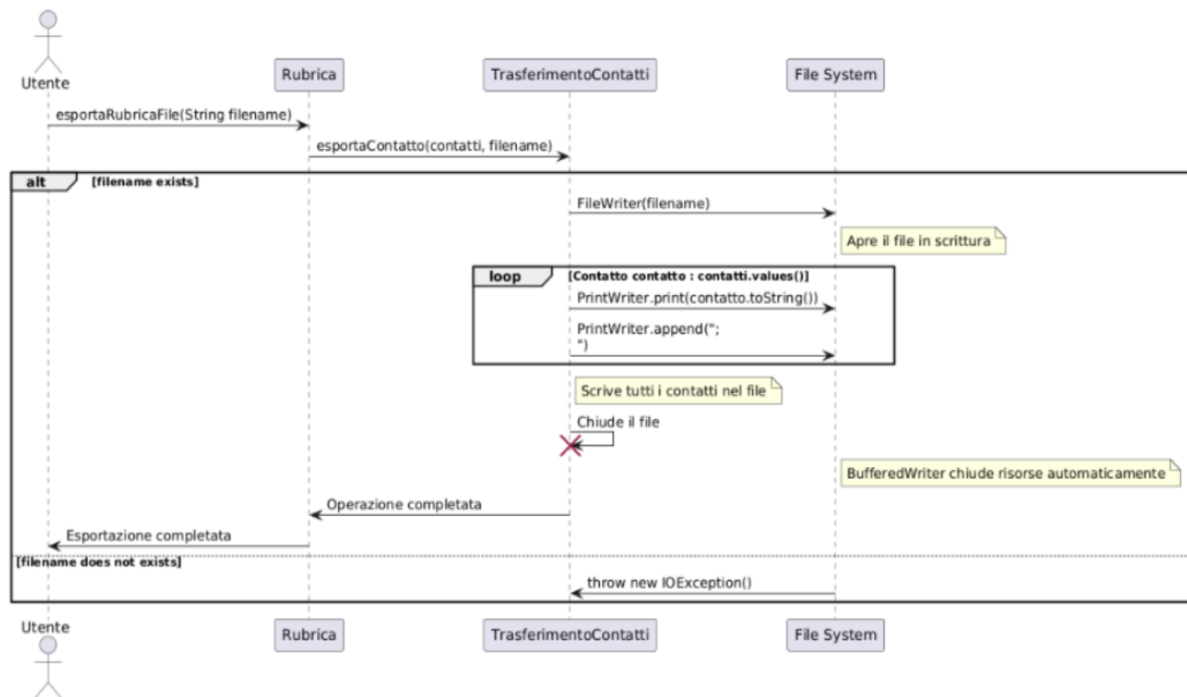 Utente
Rubrica
TrasferimentoContatti
File System
esportaRubricaFile(String filename)
esportaContatto(contatti, filename)
alt
[filename exists]
FileWriter(filename)
Apre il file in scrittura
loop
[Contatto contatto : contatti.values()]
PrintWriter.print(contatto.toString())
PrintWriter.append(";
")
Scrive tutti i contatti nel file
Chiude il file
BufferedWriter chiude risorse automaticamente
Operazione completata
Esportazione completata
[filename does not exists]
throw new IOException()
Utente
Rubrica
TrasferimentoContatti
File System